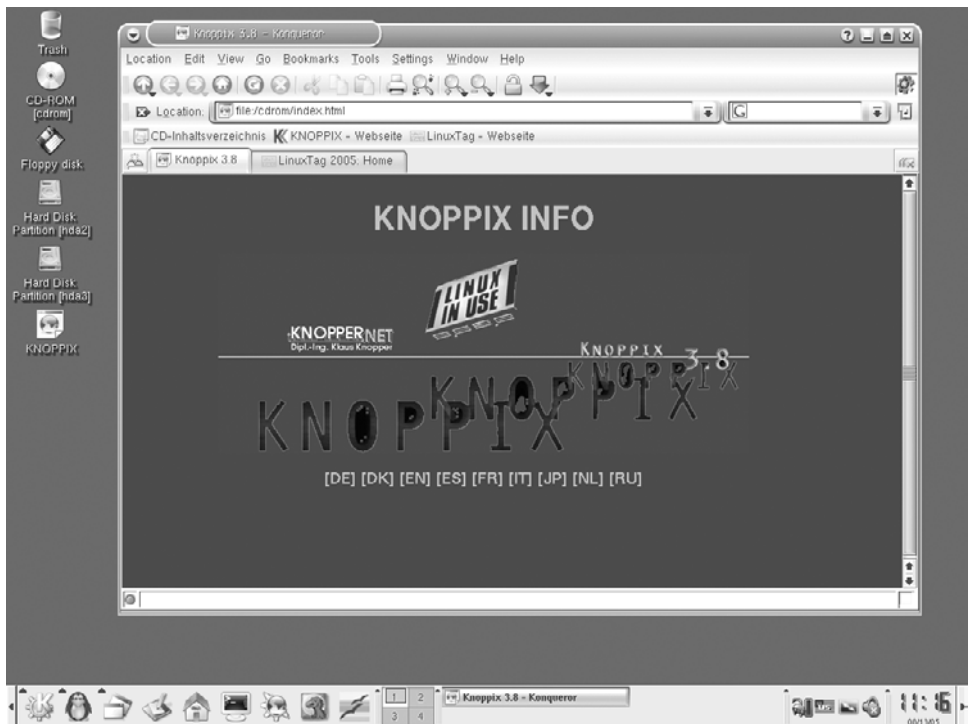 Trash
CD-ROM
[cdrom]
Floppy disk
Hard Disk
Partition [hda2]
Hard Disk
Partition [hda3]
KNOPPIX
Knoppix 3.8 - Konqueror
Location Edit View Go Bookmarks Tools Settings Window Help
Location: file:/cdrom/index.html
CD-Inhaltsverzeichnis KNOPPIX - Webseite LinuxTag - Webseite
Knoppix 3.8 LinuxTag 2005. Home
KNOPPIX INFO
LINUX
IN USE
KNOPPER.NET
Dipl.-Ing. Klaus Knopper
KNOPPIX 3.8
KNOPPIX
KNOPPIX
KNOPPIX
[DE] [DK] [EN] [ES] [FR] [IT] [JP] [NL] [RU]
1 2
3 4
Knoppix 3.8 - Konqueror
11:16